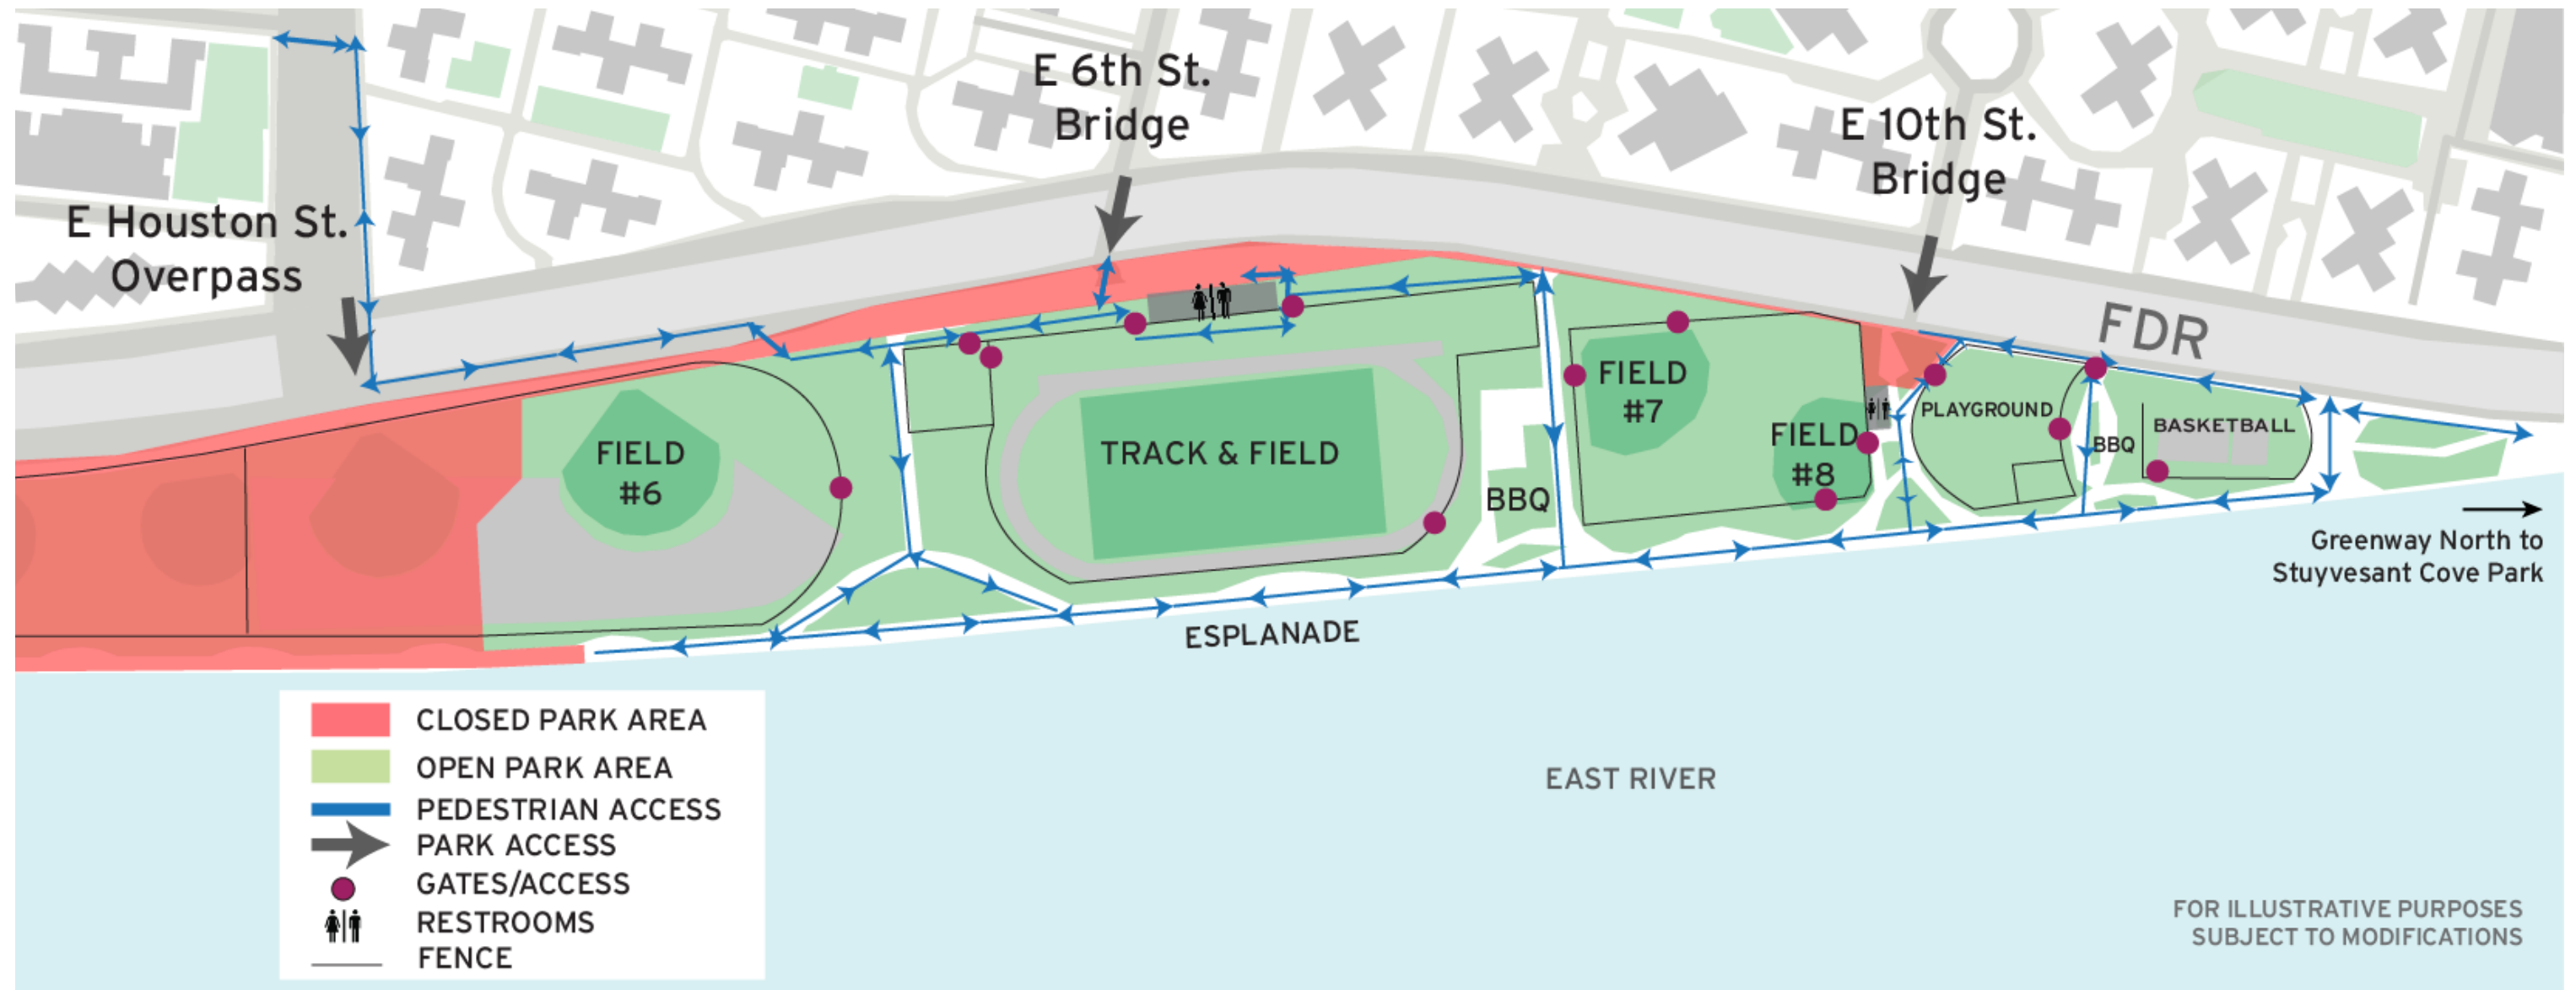 E 6th St.
Bridge
E 10th St.
Bridge
E Houston St.
Overpass
FDR
FIELD
#6
TRACK & FIELD
BBQ
FIELD
#7
FIELD
#8
PLAYGROUND
BBQ
BASKETBALL
ESPLANADE
Greenway North to
Stuyvesant Cove Park
EAST RIVER
CLOSED PARK AREA
OPEN PARK AREA
PEDESTRIAN ACCESS
PARK ACCESS
GATES/ACCESS
RESTROOMS
FENCE
FOR ILLUSTRATIVE PURPOSES
SUBJECT TO MODIFICATIONS